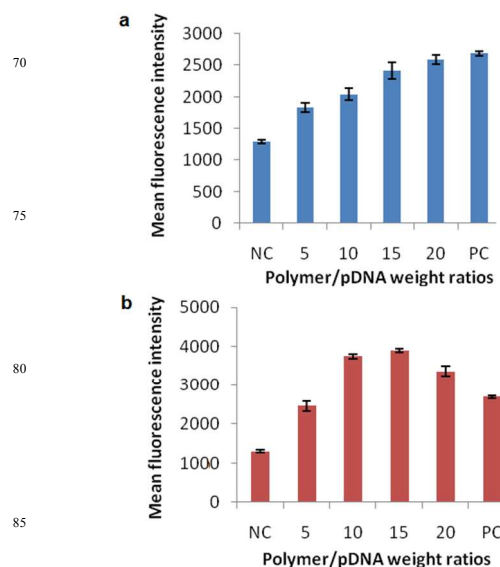 a
70
75
80
85
Mean fluorescence intensity
3000
2500
2000
1500
1000
500
0
NC 5 10 15 20 PC
Polymer/pDNA weight ratios
b
Mean fluorescence intensity
5000
4000
3000
2000
1000
0
NC 5 10 15 20 PC
Polymer/pDNA weight ratios